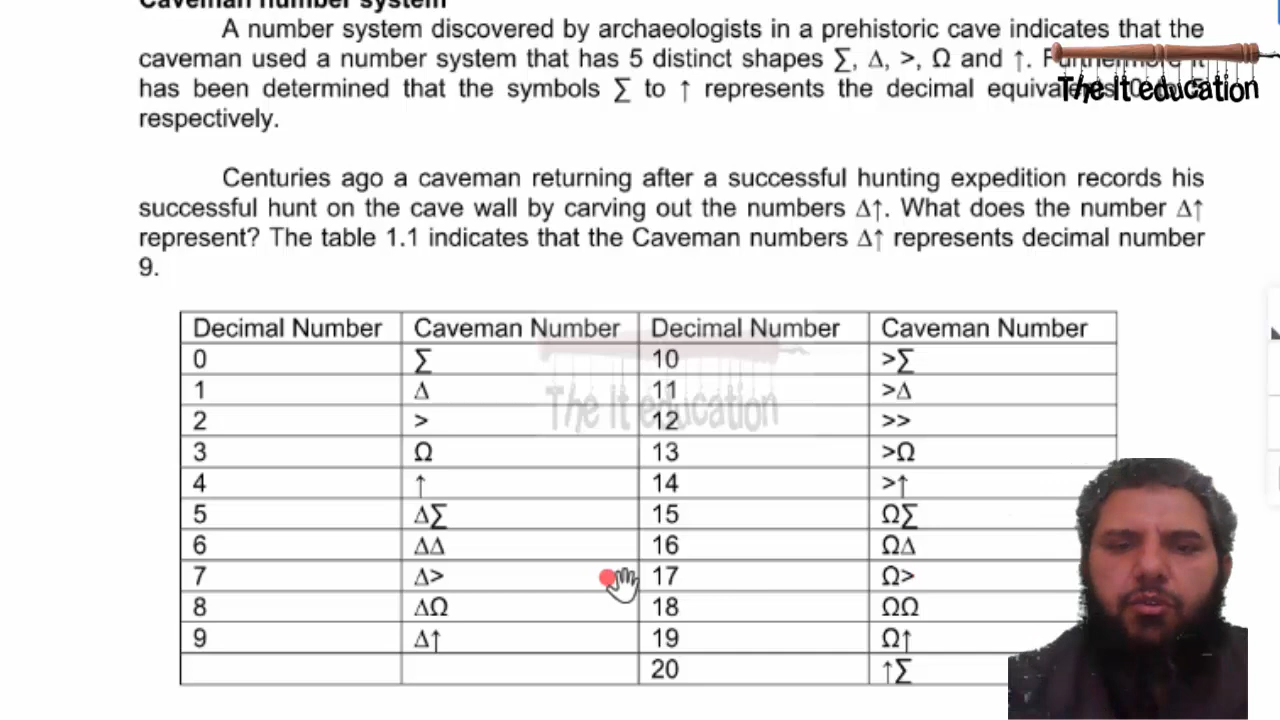 Caveman number system
A number system discovered by archaeologists in a prehistoric cave indicates that the
caveman used a number system that has 5 distinct shapes ∑, Δ, >, Ω and ↑. Furthermore it
has been determined that the symbols ∑ to ↑ represents the decimal
respectively.
Centuries ago a caveman returning after a successful hunting expedition records his
successful hunt on the cave wall by carving out the numbers Δ↑. What does the number Δ↑
represent? The table 1.1 indicates that the Caveman numbers Δ↑ represents decimal number
9.
The It education
Decimal Number Caveman Number Decimal Number Caveman Number
0 ∑ 10 >∑
1 Δ 11 >Δ
2 > 12 >>
3 Ω 13 >Ω
4 ↑ 14 >↑
5 Δ∑ 15 Ω∑
6 ΔΔ 16 ΩΔ
7 Δ> 17 Ω>
8 ΔΩ 18 ΩΩ
9 Δ↑ 19 Ω↑
20 ↑∑
The It education